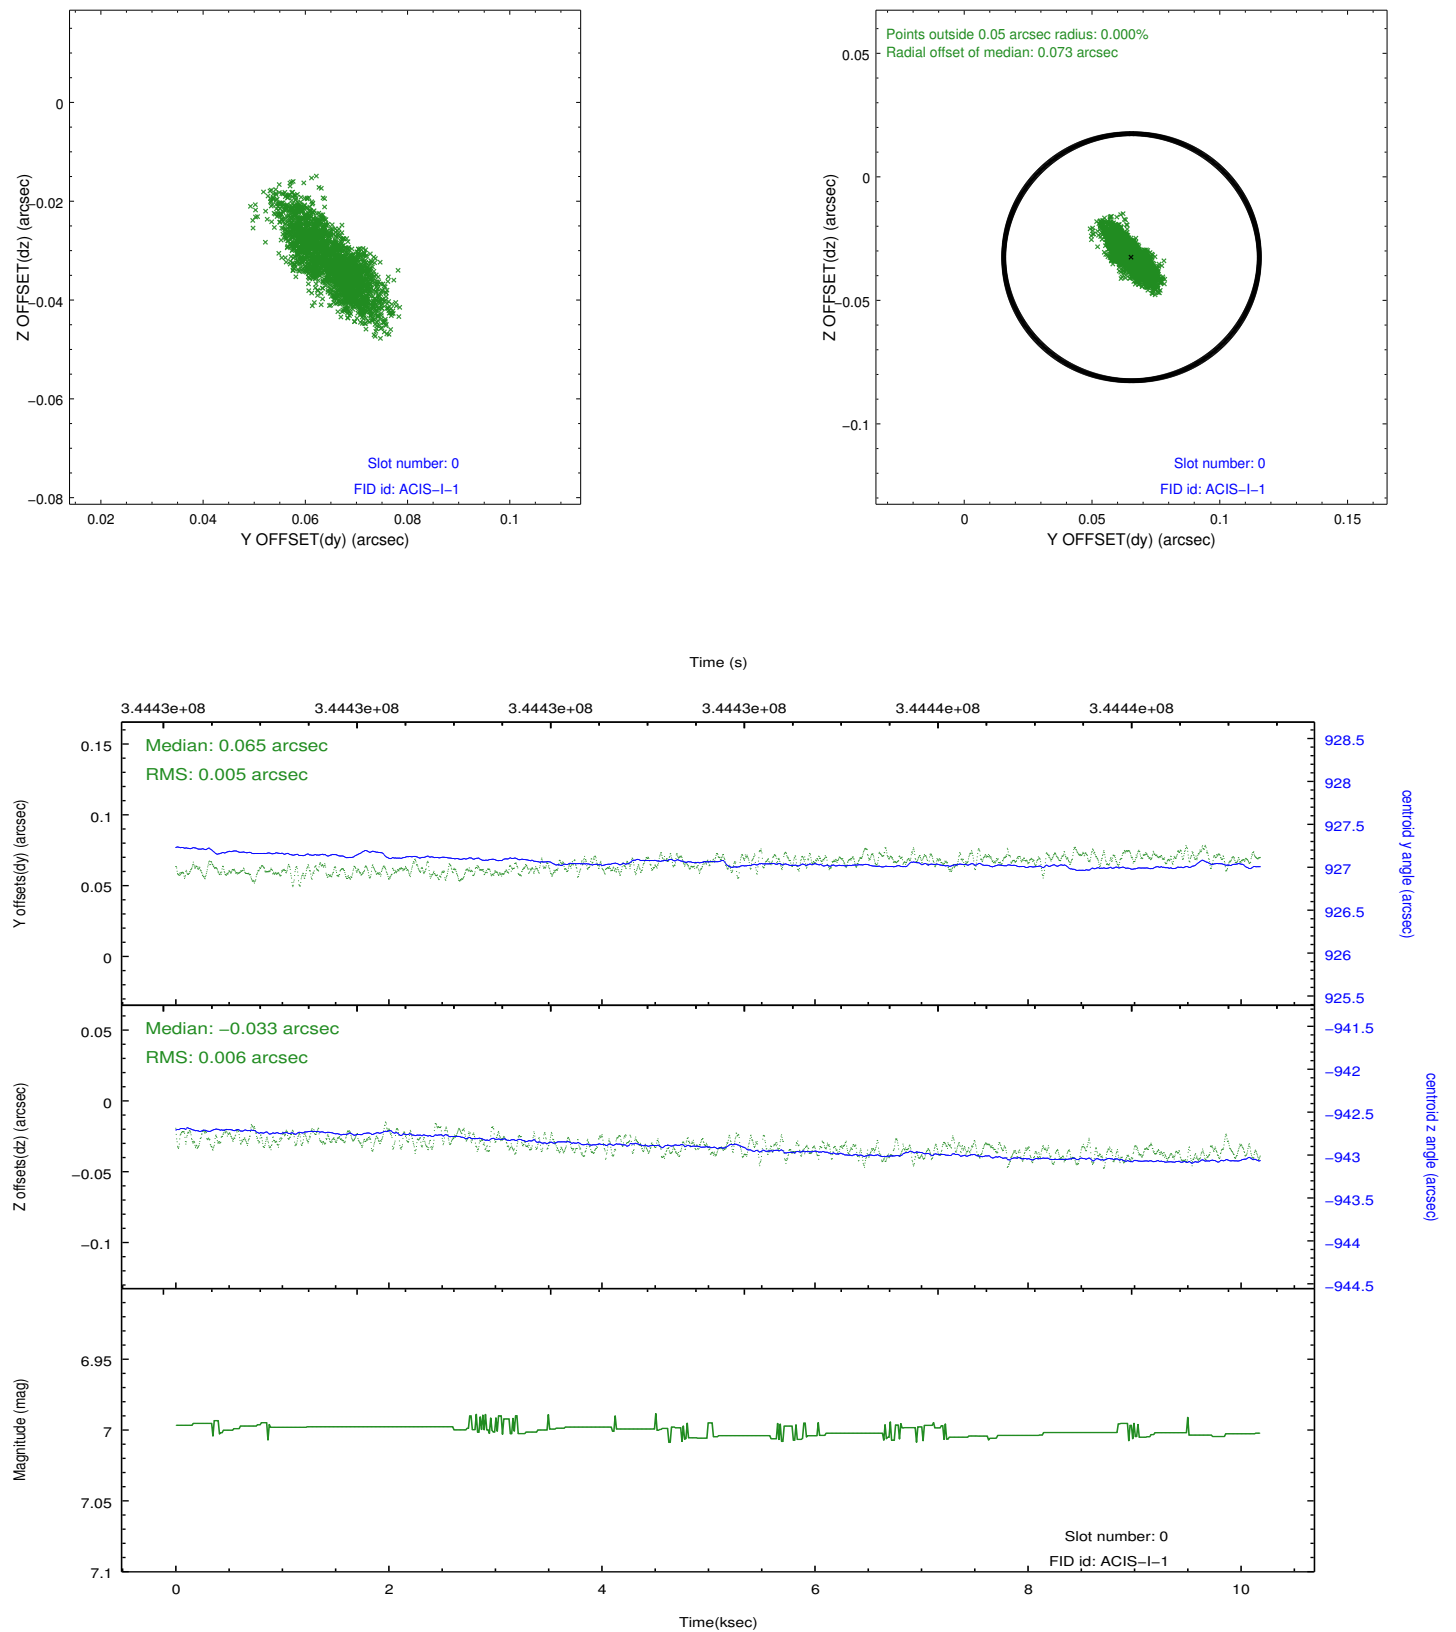 0
−0.02
−0.04
−0.06
−0.08
Z OFFSET(dz) (arcsec)
Slot number: 0
FID id: ACIS−I−1
0.02 0.04 0.06 0.08 0.1
Y OFFSET(dy) (arcsec)
Points outside 0.05 arcsec radius: 0.000%
Radial offset of median: 0.073 arcsec
0.05
0
−0.05
−0.1
Z OFFSET(dz) (arcsec)
Slot number: 0
FID id: ACIS−I−1
0 0.05 0.1 0.15
Y OFFSET(dy) (arcsec)
Time (s)
3.4443e+08 3.4443e+08 3.4443e+08 3.4443e+08 3.4444e+08 3.4444e+08
Median: 0.065 arcsec
RMS: 0.005 arcsec
0.15
0.1
0.05
0
Y offsets(dy) (arcsec)
928.5
928
927.5
927
926.5
926
925.5
centroid y angle (arcsec)
Median: −0.033 arcsec
RMS: 0.006 arcsec
0.05
0
−0.05
−0.1
Z offsets(dz) (arcsec)
−941.5
−942
−942.5
−943
−943.5
−944
−944.5
centroid z angle (arcsec)
6.95
7
7.05
7.1
Magnitude (mag)
Slot number: 0
FID id: ACIS−I−1
0 2 4 6 8 10
Time(ksec)